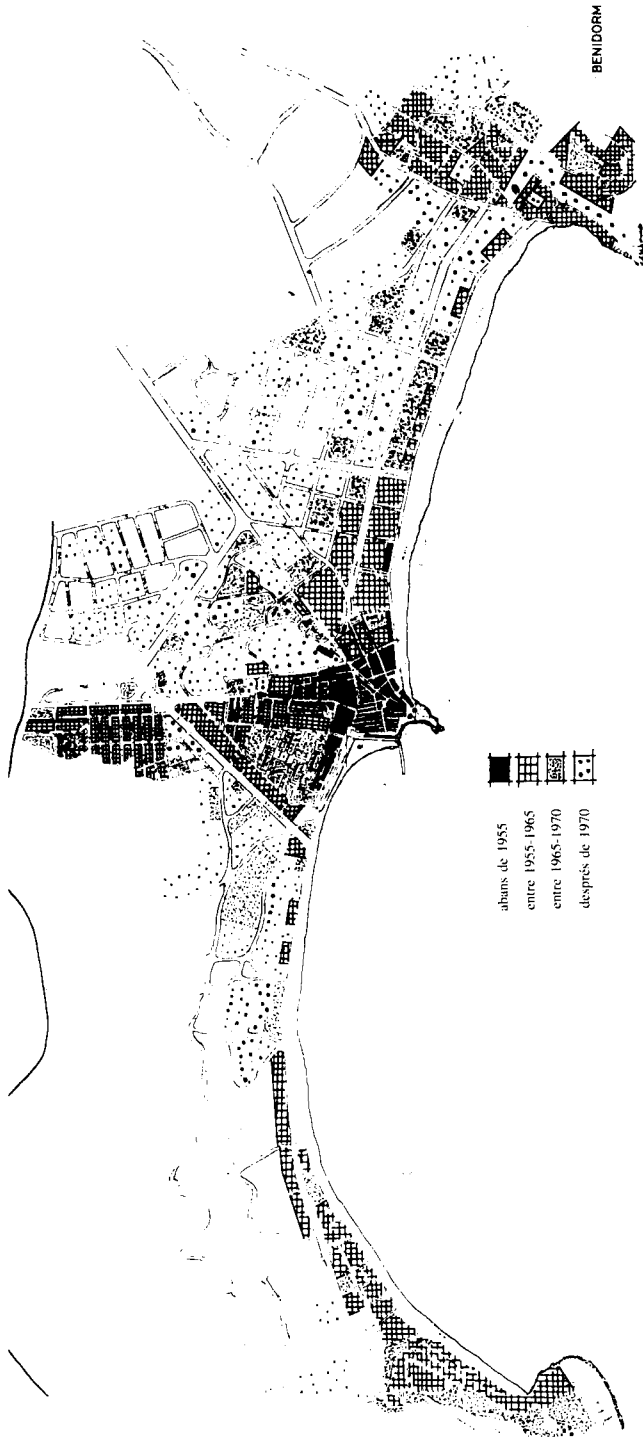 BENIDORM
abans de 1955
entre 1955-1965
entre 1965-1970
després de 1970